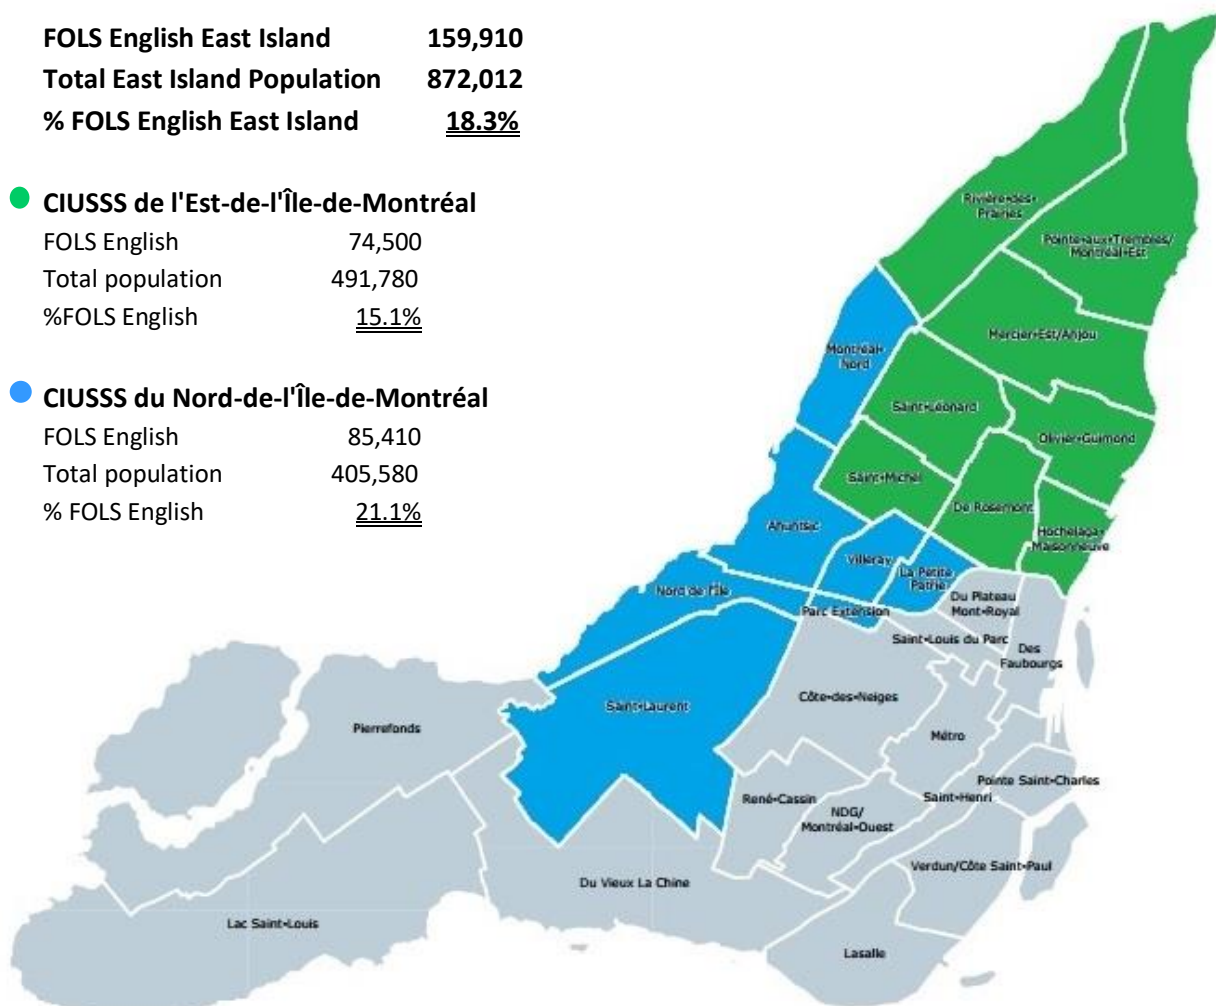 FOLS English East Island 159,910
Total East Island Population 872,012
% FOLS English East Island 18.3%
CIUSSS de l'Est-de-l'Île-de-Montréal
FOLS English 74,500
Total population 491,780
%FOLS English 15.1%
CIUSSS du Nord-de-l'Île-de-Montréal
FOLS English 85,410
Total population 405,580
% FOLS English 21.1%
Rivière-des-
Prairies
Pointe-aux-Trembles/
Montréal-Est
Mercier-Est/Anjou
Montréal-
Nord
Saint-Léonard
Olivier-Guimond
Saint-Michel
De Rosemont
Hochelaga-
Maisonneuve
Ahuntsic
Villeray
La Petite
Patrie
Nord de l'Île
Parc Extension
Du Plateau
Mont-Royal
Saint-Louis du Parc
Des
Faubourgs
Côte-des-Neiges
Saint-Laurent
Pierrefonds
Métro
Pointe Saint-Charles
René-Cassin
Saint-Henri
NDG/
Montréal-Ouest
Verdun/Côte Saint-Paul
Du Vieux La Chine
Lac Saint-Louis
Lasalle